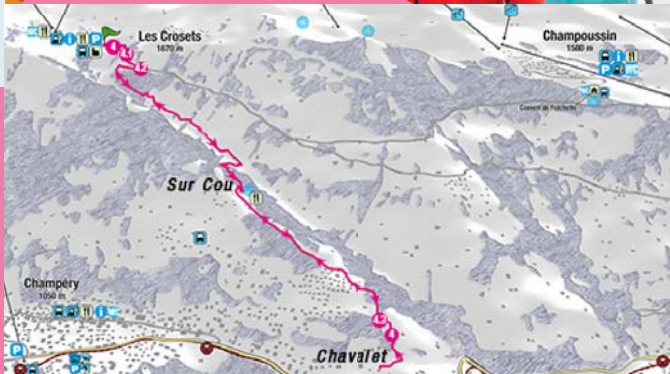 Les Crosets
1670 m
Champoussin
1580 m
Sur Cou
Champéry
1050 m
Chavalet